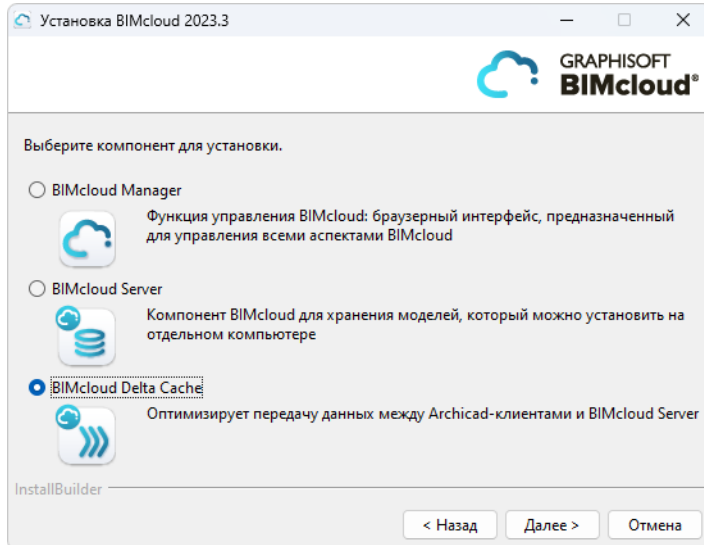 Установка BIMcloud 2023.3
GRAPHISOFT
BIMcloud®
Выберите компонент для установки.
BIMcloud Manager
Функция управления BIMcloud: браузерный интерфейс, предназначенный
для управления всеми аспектами BIMcloud
BIMcloud Server
Компонент BIMcloud для хранения моделей, который можно установить на
отдельном компьютере
BIMcloud Delta Cache
Оптимизирует передачу данных между Archicad-клиентами и BIMcloud Server
InstallBuilder
< Назад Далее > Отмена